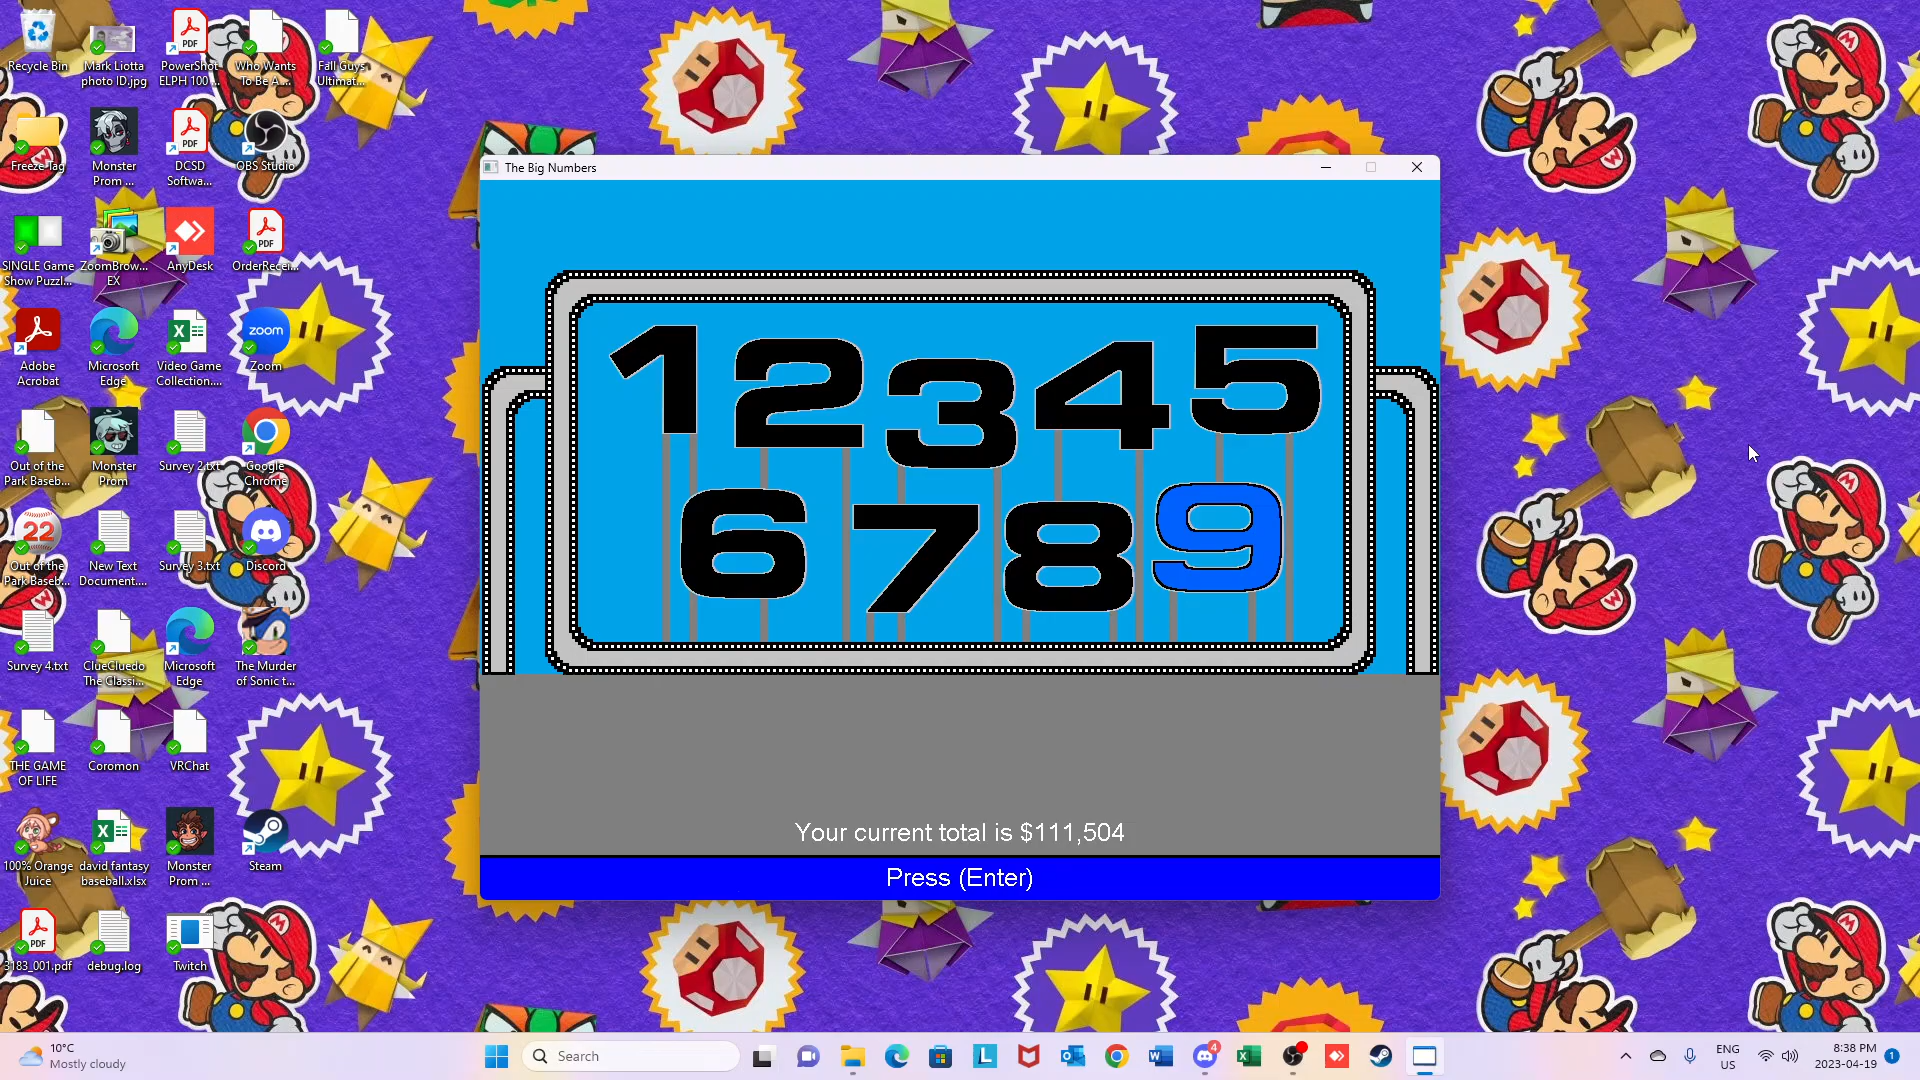 Recycle Bin
Mark Liotta
photo ID.jpg
PowerShot
ELPH 100 ...
Who Wants
To Be A ...
Fall Guys
Ultimat...
Freeze Tag
Monster
Prom ...
DCSD
Softwa...
OBS Studio
SINGLE Game
Show Puzzl...
ZoomBrow...
EX
AnyDesk
OrderRecei...
Adobe
Acrobat
Microsoft
Edge
Video Game
Collection....
zoom
Zoom
Out of the
Park Baseb...
Monster
Prom
Survey 2.txt
Google
Chrome
22
Out of the
Park Baseb...
New Text
Document....
Survey 3.txt
Discord
Survey 4.txt
ClueCluedo
The Classi...
Microsoft
Edge
The Murder
of Sonic t...
THE GAME
OF LIFE
Coromon
VRChat
100% Orange
Juice
david fantasy
baseball.xlsx
Monster
Prom ...
Steam
3183_001.pdf
debug.log
Twitch
The Big Numbers
1 2 3 4 5
6 7 8 9
Your current total is $111,504
Press (Enter)
10°C
Mostly cloudy
Search
4
ENG
US
8:38 PM
2023-04-19
1